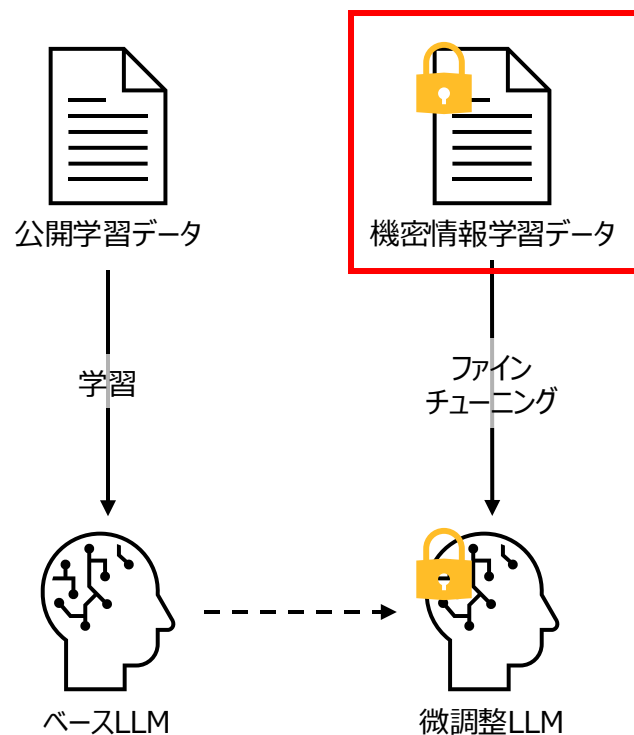 公開学習データ
機密情報学習データ
学習
ファイン
チューニング
ベースLLM
微調整LLM